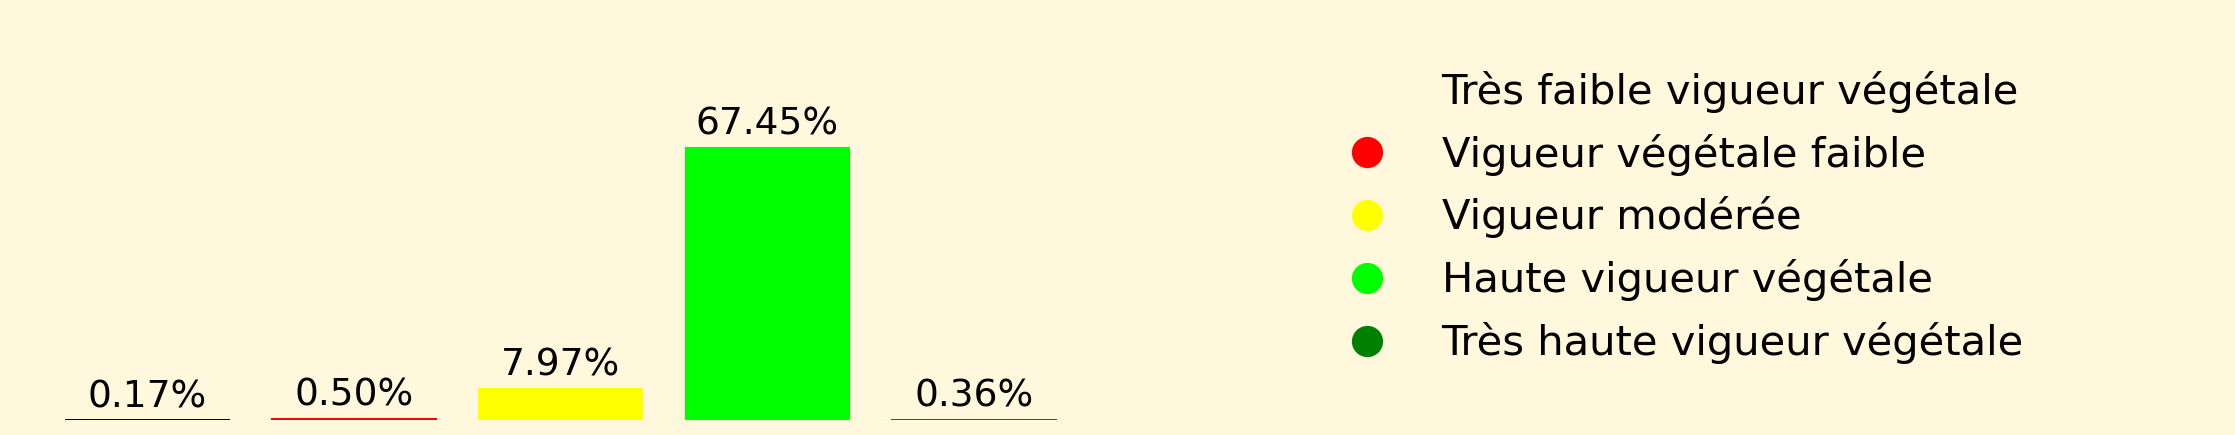 67.45%
7.97%
0.17%
0.50%
0.36%
Très faible vigueur végétale
Vigueur végétale faible
Vigueur modérée
Haute vigueur végétale
Très haute vigueur végétale